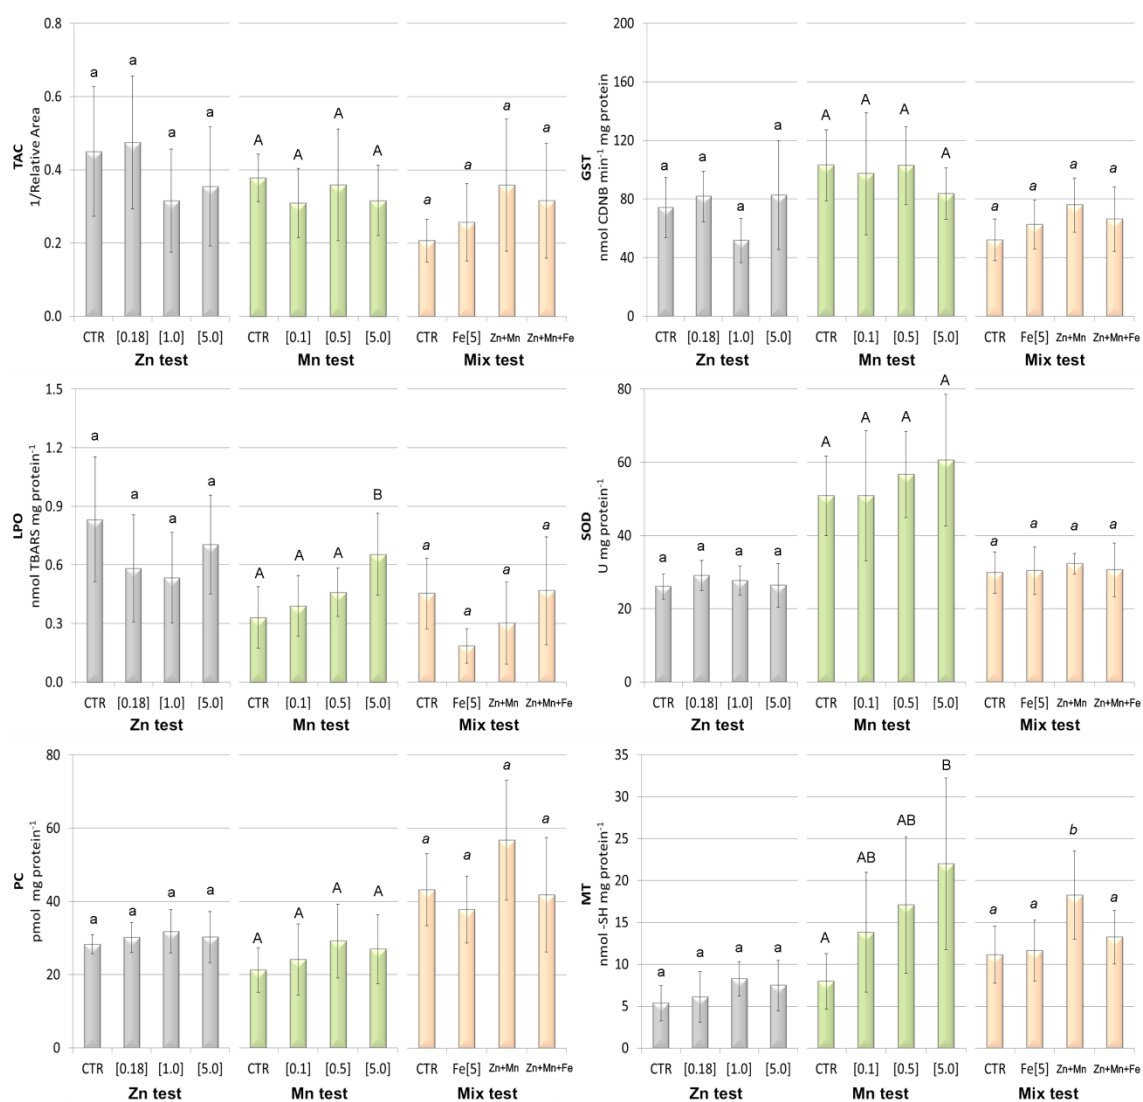 TAC
1/Relative Area
0.8
0.6
0.4
0.2
0.0
a a a a A A A A a a a a
CTR [0.18] [1.0] [5.0] CTR [0.1] [0.5] [5.0] CTR Fe[5] Zn+Mn Zn+Mn+Fe
Zn test Mn test Mix test
GST
nmol CDNB min⁻¹ mg protein
200
160
120
80
40
0
a a a a A A A A a a a a
CTR [0.18] [1.0] [5.0] CTR [0.1] [0.5] [5.0] CTR Fe[5] Zn+Mn Zn+Mn+Fe
Zn test Mn test Mix test
LPO
nmol TBARS mg protein⁻¹
1.5
1.2
0.9
0.6
0.3
0.0
a a a a A A A B a a a a
CTR [0.18] [1.0] [5.0] CTR [0.1] [0.5] [5.0] CTR Fe[5] Zn+Mn Zn+Mn+Fe
Zn test Mn test Mix test
SOD
U mg protein⁻¹
80
60
40
20
0
a a a a A A A A a a a a
CTR [0.18] [1.0] [5.0] CTR [0.1] [0.5] [5.0] CTR Fe[5] Zn+Mn Zn+Mn+Fe
Zn test Mn test Mix test
PC
pmol mg protein⁻¹
80
60
40
20
0
a a a a A A A A a a a a
CTR [0.18] [1.0] [5.0] CTR [0.1] [0.5] [5.0] CTR Fe[5] Zn+Mn Zn+Mn+Fe
Zn test Mn test Mix test
MT
nmol -SH mg protein⁻¹
35
30
25
20
15
10
5
0
a a a a A AB AB B a a b a
CTR [0.18] [1.0] [5.0] CTR [0.1] [0.5] [5.0] CTR Fe[5] Zn+Mn Zn+Mn+Fe
Zn test Mn test Mix test